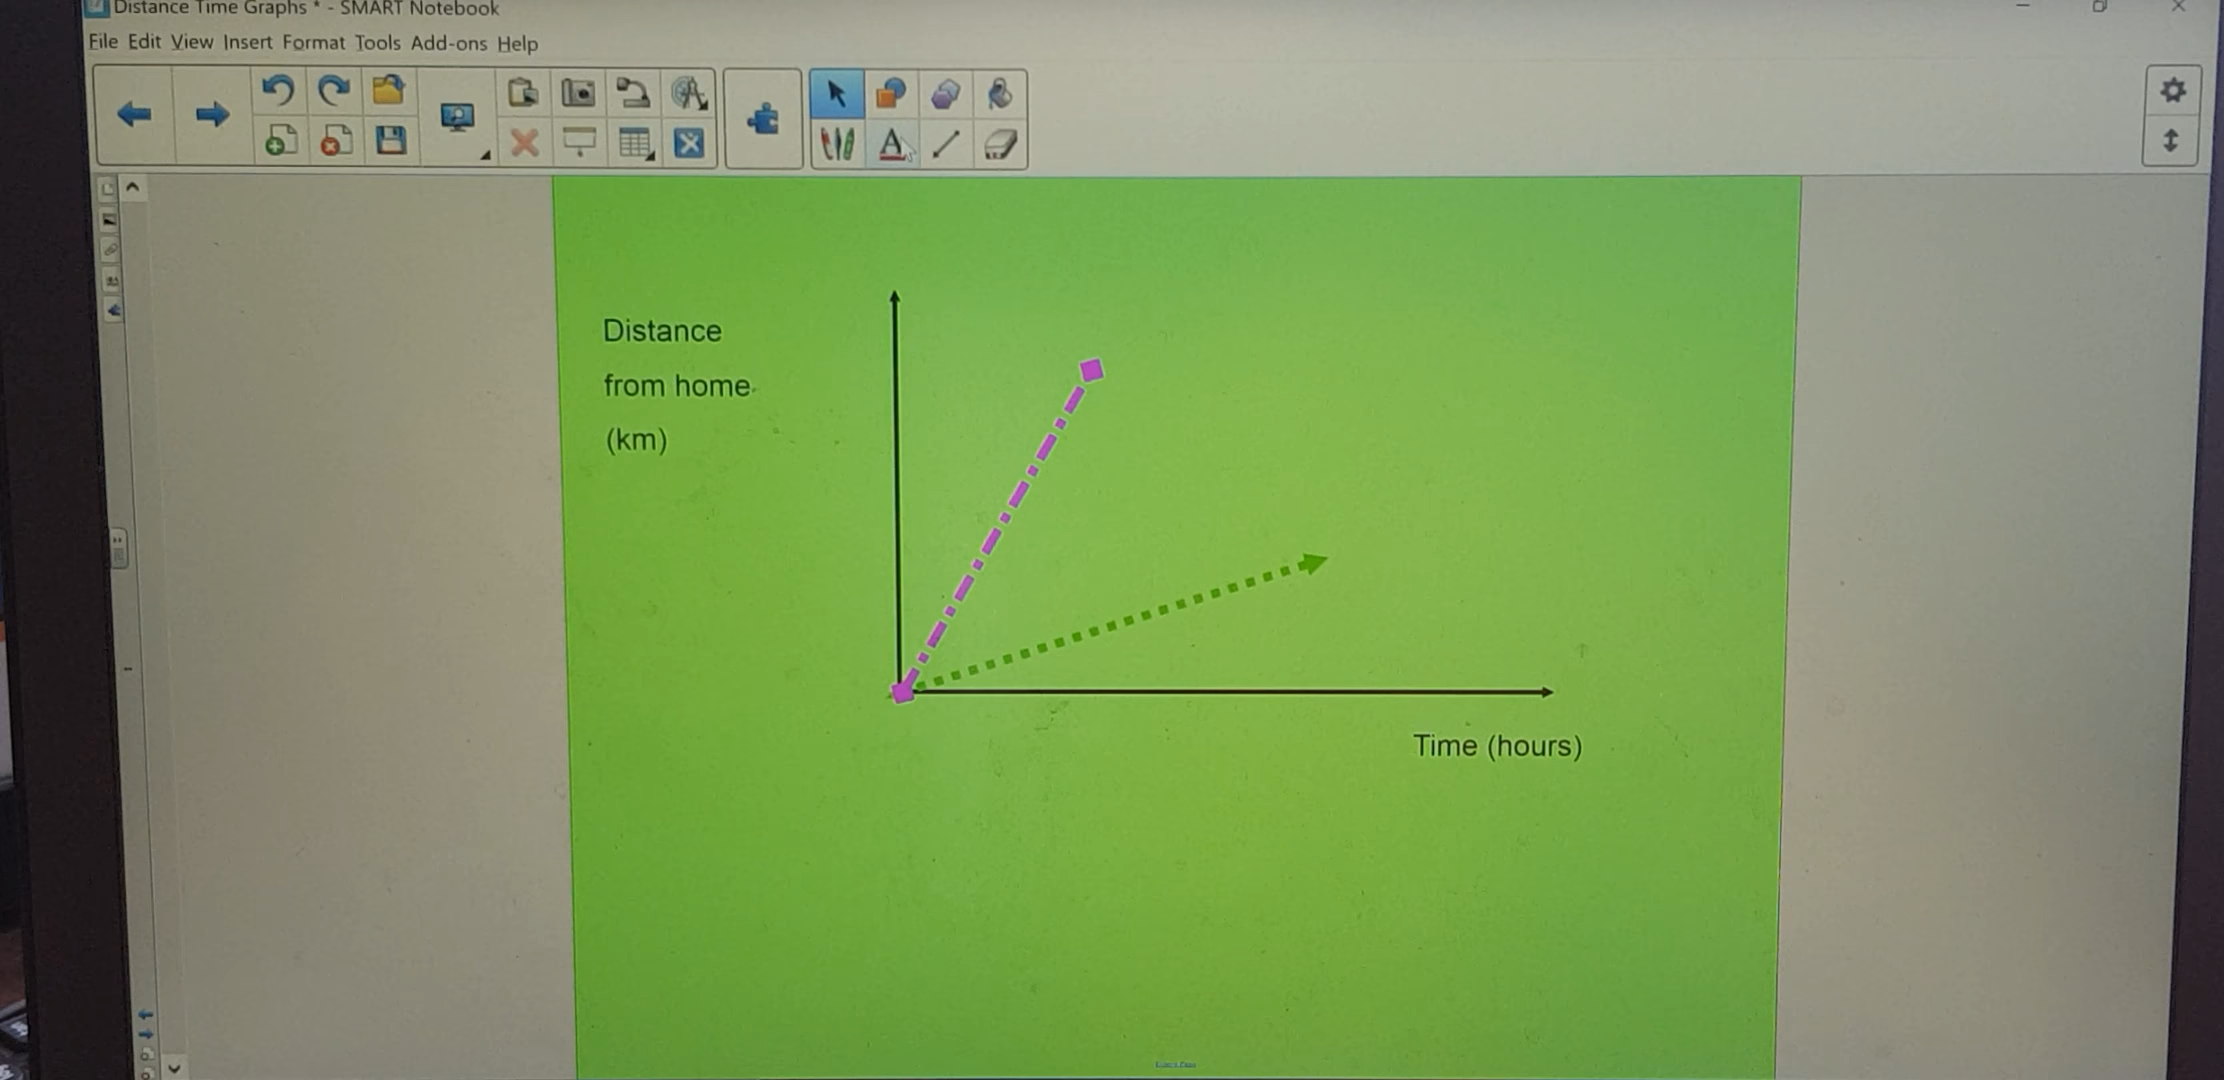 Distance Time Graphs * - SMART Notebook
File Edit View Insert Format Tools Add-ons Help
Distance
from home
(km)
Time (hours)